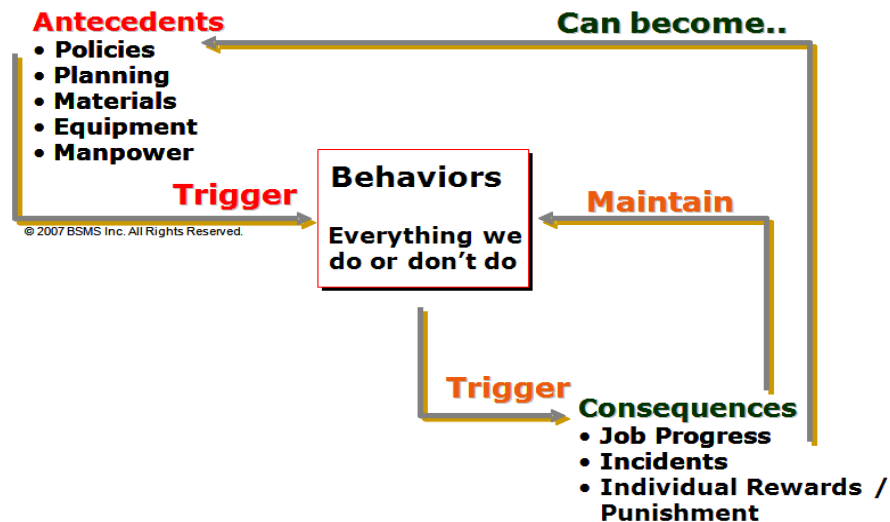 Antecedents
• Policies
• Planning
• Materials
• Equipment
• Manpower
Can become..
Trigger
© 2007 BSMS Inc. All Rights Reserved.
Behaviors
Everything we
do or don't do
Maintain
Trigger
Consequences
• Job Progress
• Incidents
• Individual Rewards /
Punishment